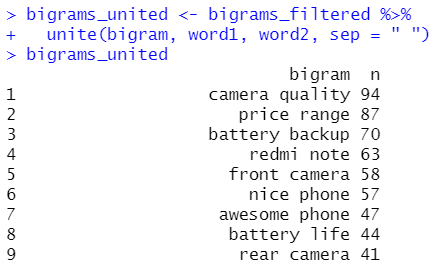 > bigrams_united <- bigrams_filtered %>%
+   unite(bigram, word1, word2, sep = " ")
> bigrams_united
bigram n
1 camera quality 94
2 price range 87
3 battery backup 70
4 redmi note 63
5 front camera 58
6 nice phone 57
7 awesome phone 47
8 battery life 44
9 rear camera 41